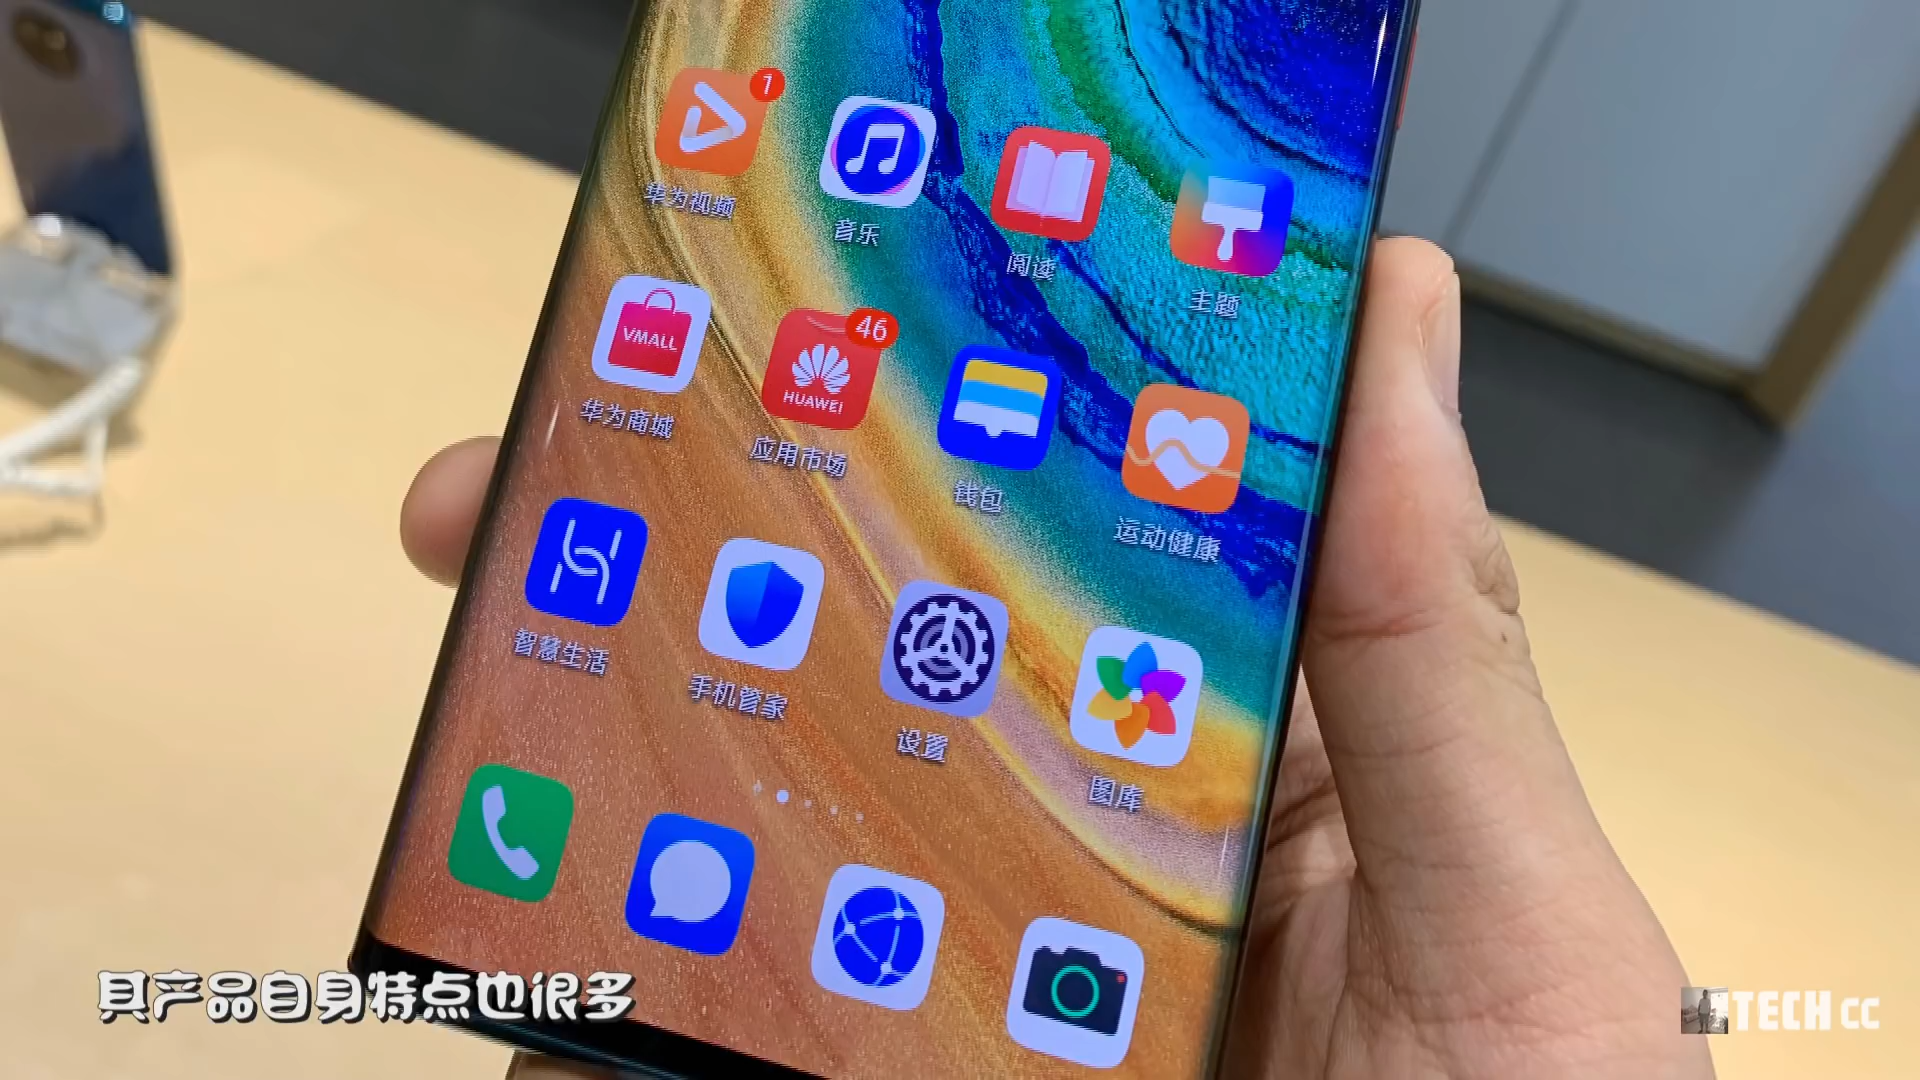 1
华为视频
音乐
阅读
主题
VMALL
46
HUAWEI
华为商城
应用市场
钱包
运动健康
智慧生活
手机管家
设置
图库
其产品自身特点也很多
TECH CC